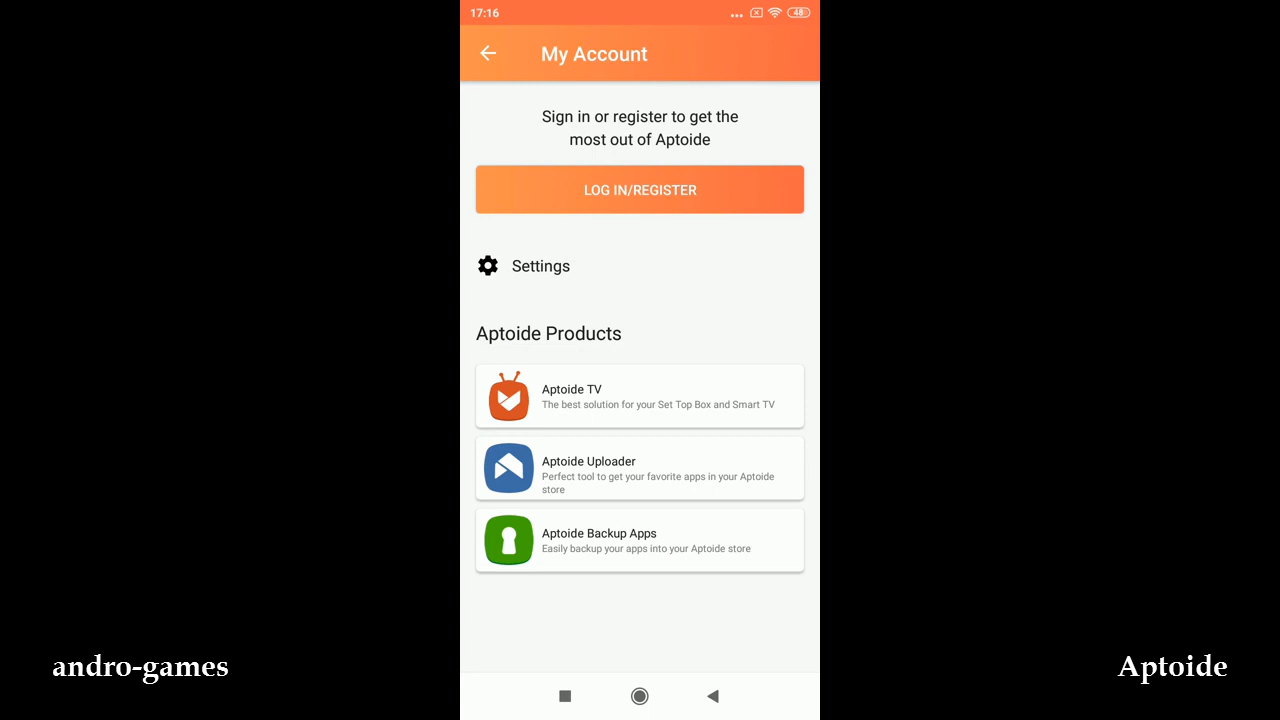 17:16
48
My Account
Sign in or register to get the
most out of Aptoide
LOG IN/REGISTER
Settings
Aptoide Products
Aptoide TV
The best solution for your Set Top Box and Smart TV
Aptoide Uploader
Perfect tool to get your favorite apps in your Aptoide
store
Aptoide Backup Apps
Easily backup your apps into your Aptoide store
andro-games
Aptoide